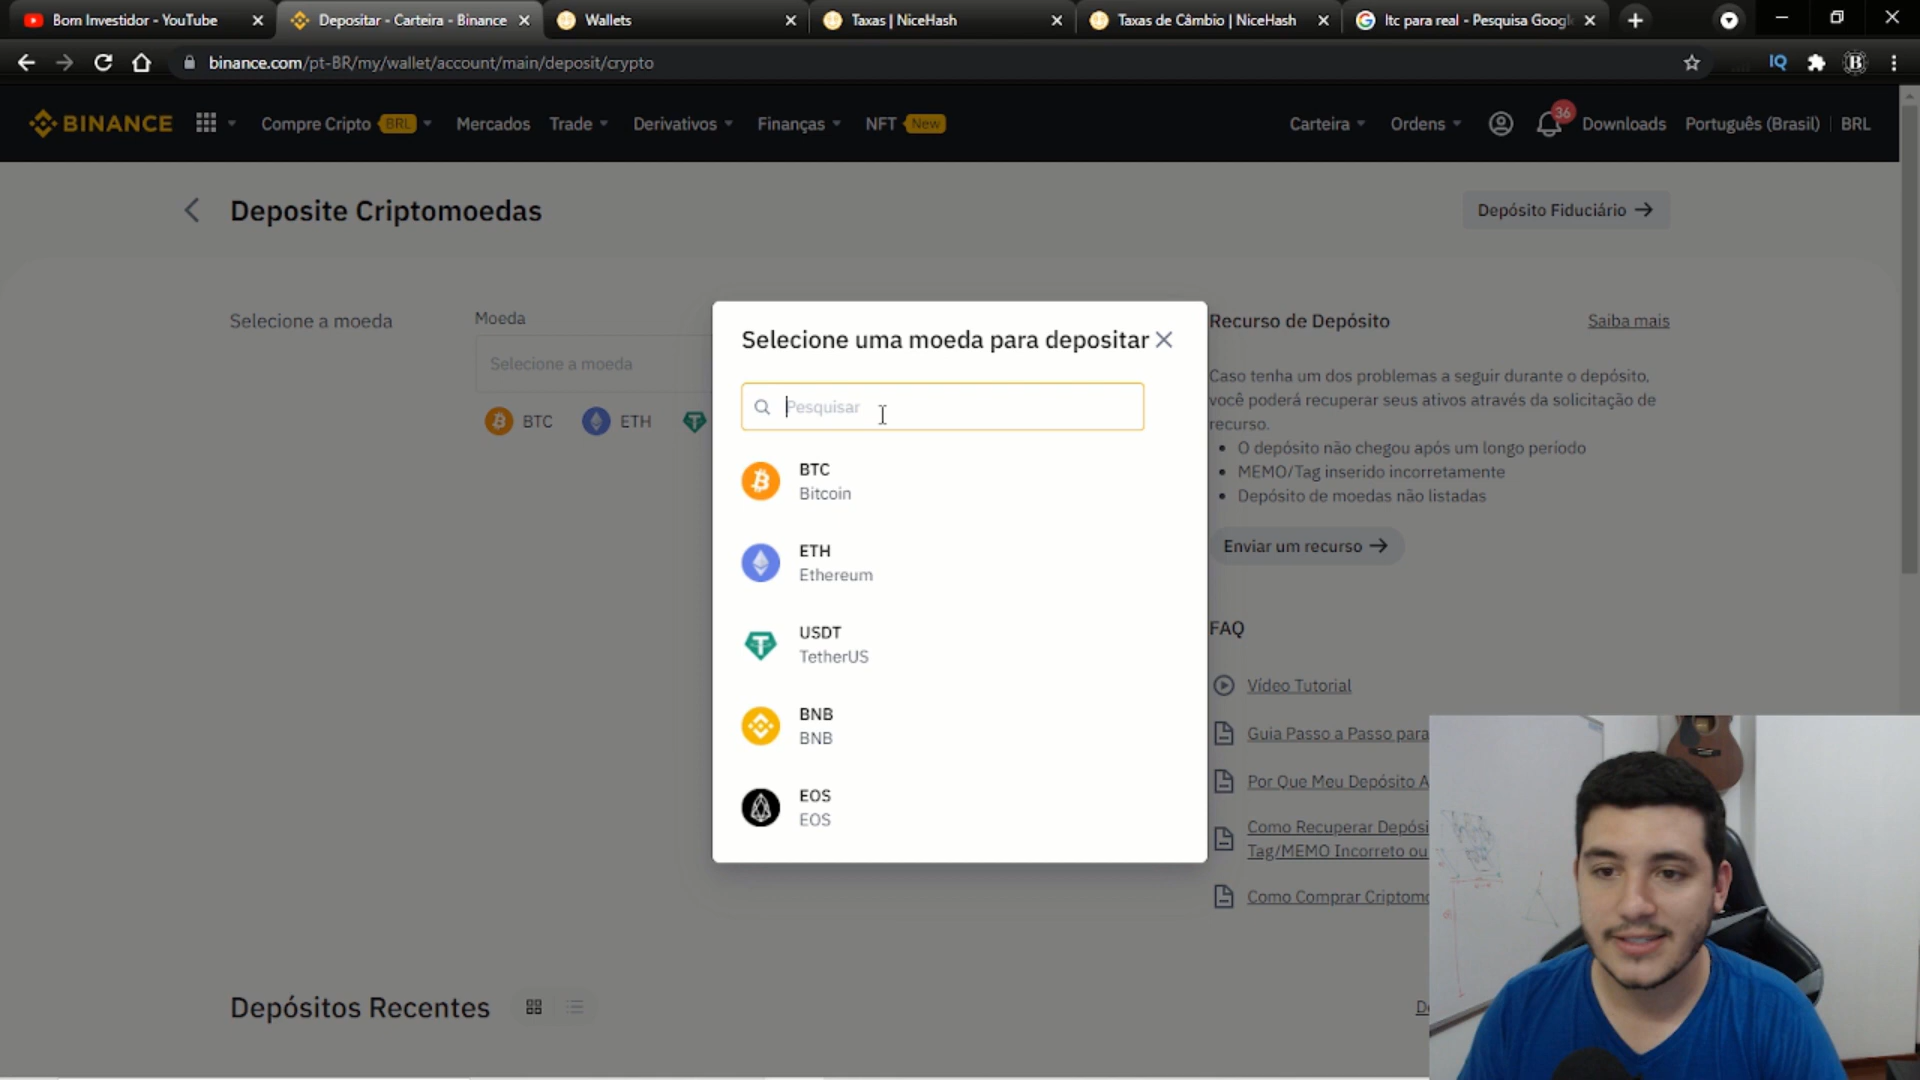 Bom Investidor - YouTube
Depositar - Carteira - Binance
Wallets
Taxas | NiceHash
Taxas de Câmbio | NiceHash
ltc para real - Pesquisa Googl
binance.com/pt-BR/my/wallet/account/main/deposit/crypto
IQ
B
BINANCE
Compre Cripto BRL
Mercados
Trade
Derivativos
Finanças
NFT New
Carteira
Ordens
36
Downloads
Português (Brasil)
BRL
Deposite Criptomoedas
Depósito Fiduciário →
Selecione a moeda
Moeda
Selecione a moeda
BTC
ETH
Selecione uma moeda para depositar
Pesquisar
BTC
Bitcoin
ETH
Ethereum
USDT
TetherUS
BNB
BNB
EOS
EOS
Recurso de Depósito
Saiba mais
Caso tenha um dos problemas a seguir durante o depósito,
você poderá recuperar seus ativos através da solicitação de
recurso.
• O depósito não chegou após um longo período
• MEMO/Tag inserido incorretamente
• Depósito de moedas não listadas
Enviar um recurso →
FAQ
Vídeo Tutorial
Guia Passo a Passo para
Por Que Meu Depósito A
Como Recuperar Depósi
Tag/MEMO Incorreto ou
Como Comprar Criptom
Depósitos Recentes